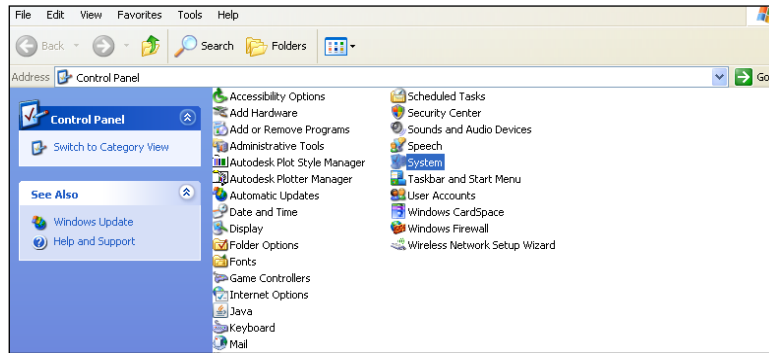 File Edit View Favorites Tools Help
Back Search Folders
Address Control Panel Go
Control Panel
Switch to Category View
See Also
Windows Update
Help and Support
Accessibility Options
Add Hardware
Add or Remove Programs
Administrative Tools
Autodesk Plot Style Manager
Autodesk Plotter Manager
Automatic Updates
Date and Time
Display
Folder Options
Fonts
Game Controllers
Internet Options
Java
Keyboard
Mail
Scheduled Tasks
Security Center
Sounds and Audio Devices
Speech
System
Taskbar and Start Menu
User Accounts
Windows CardSpace
Windows Firewall
Wireless Network Setup Wizard